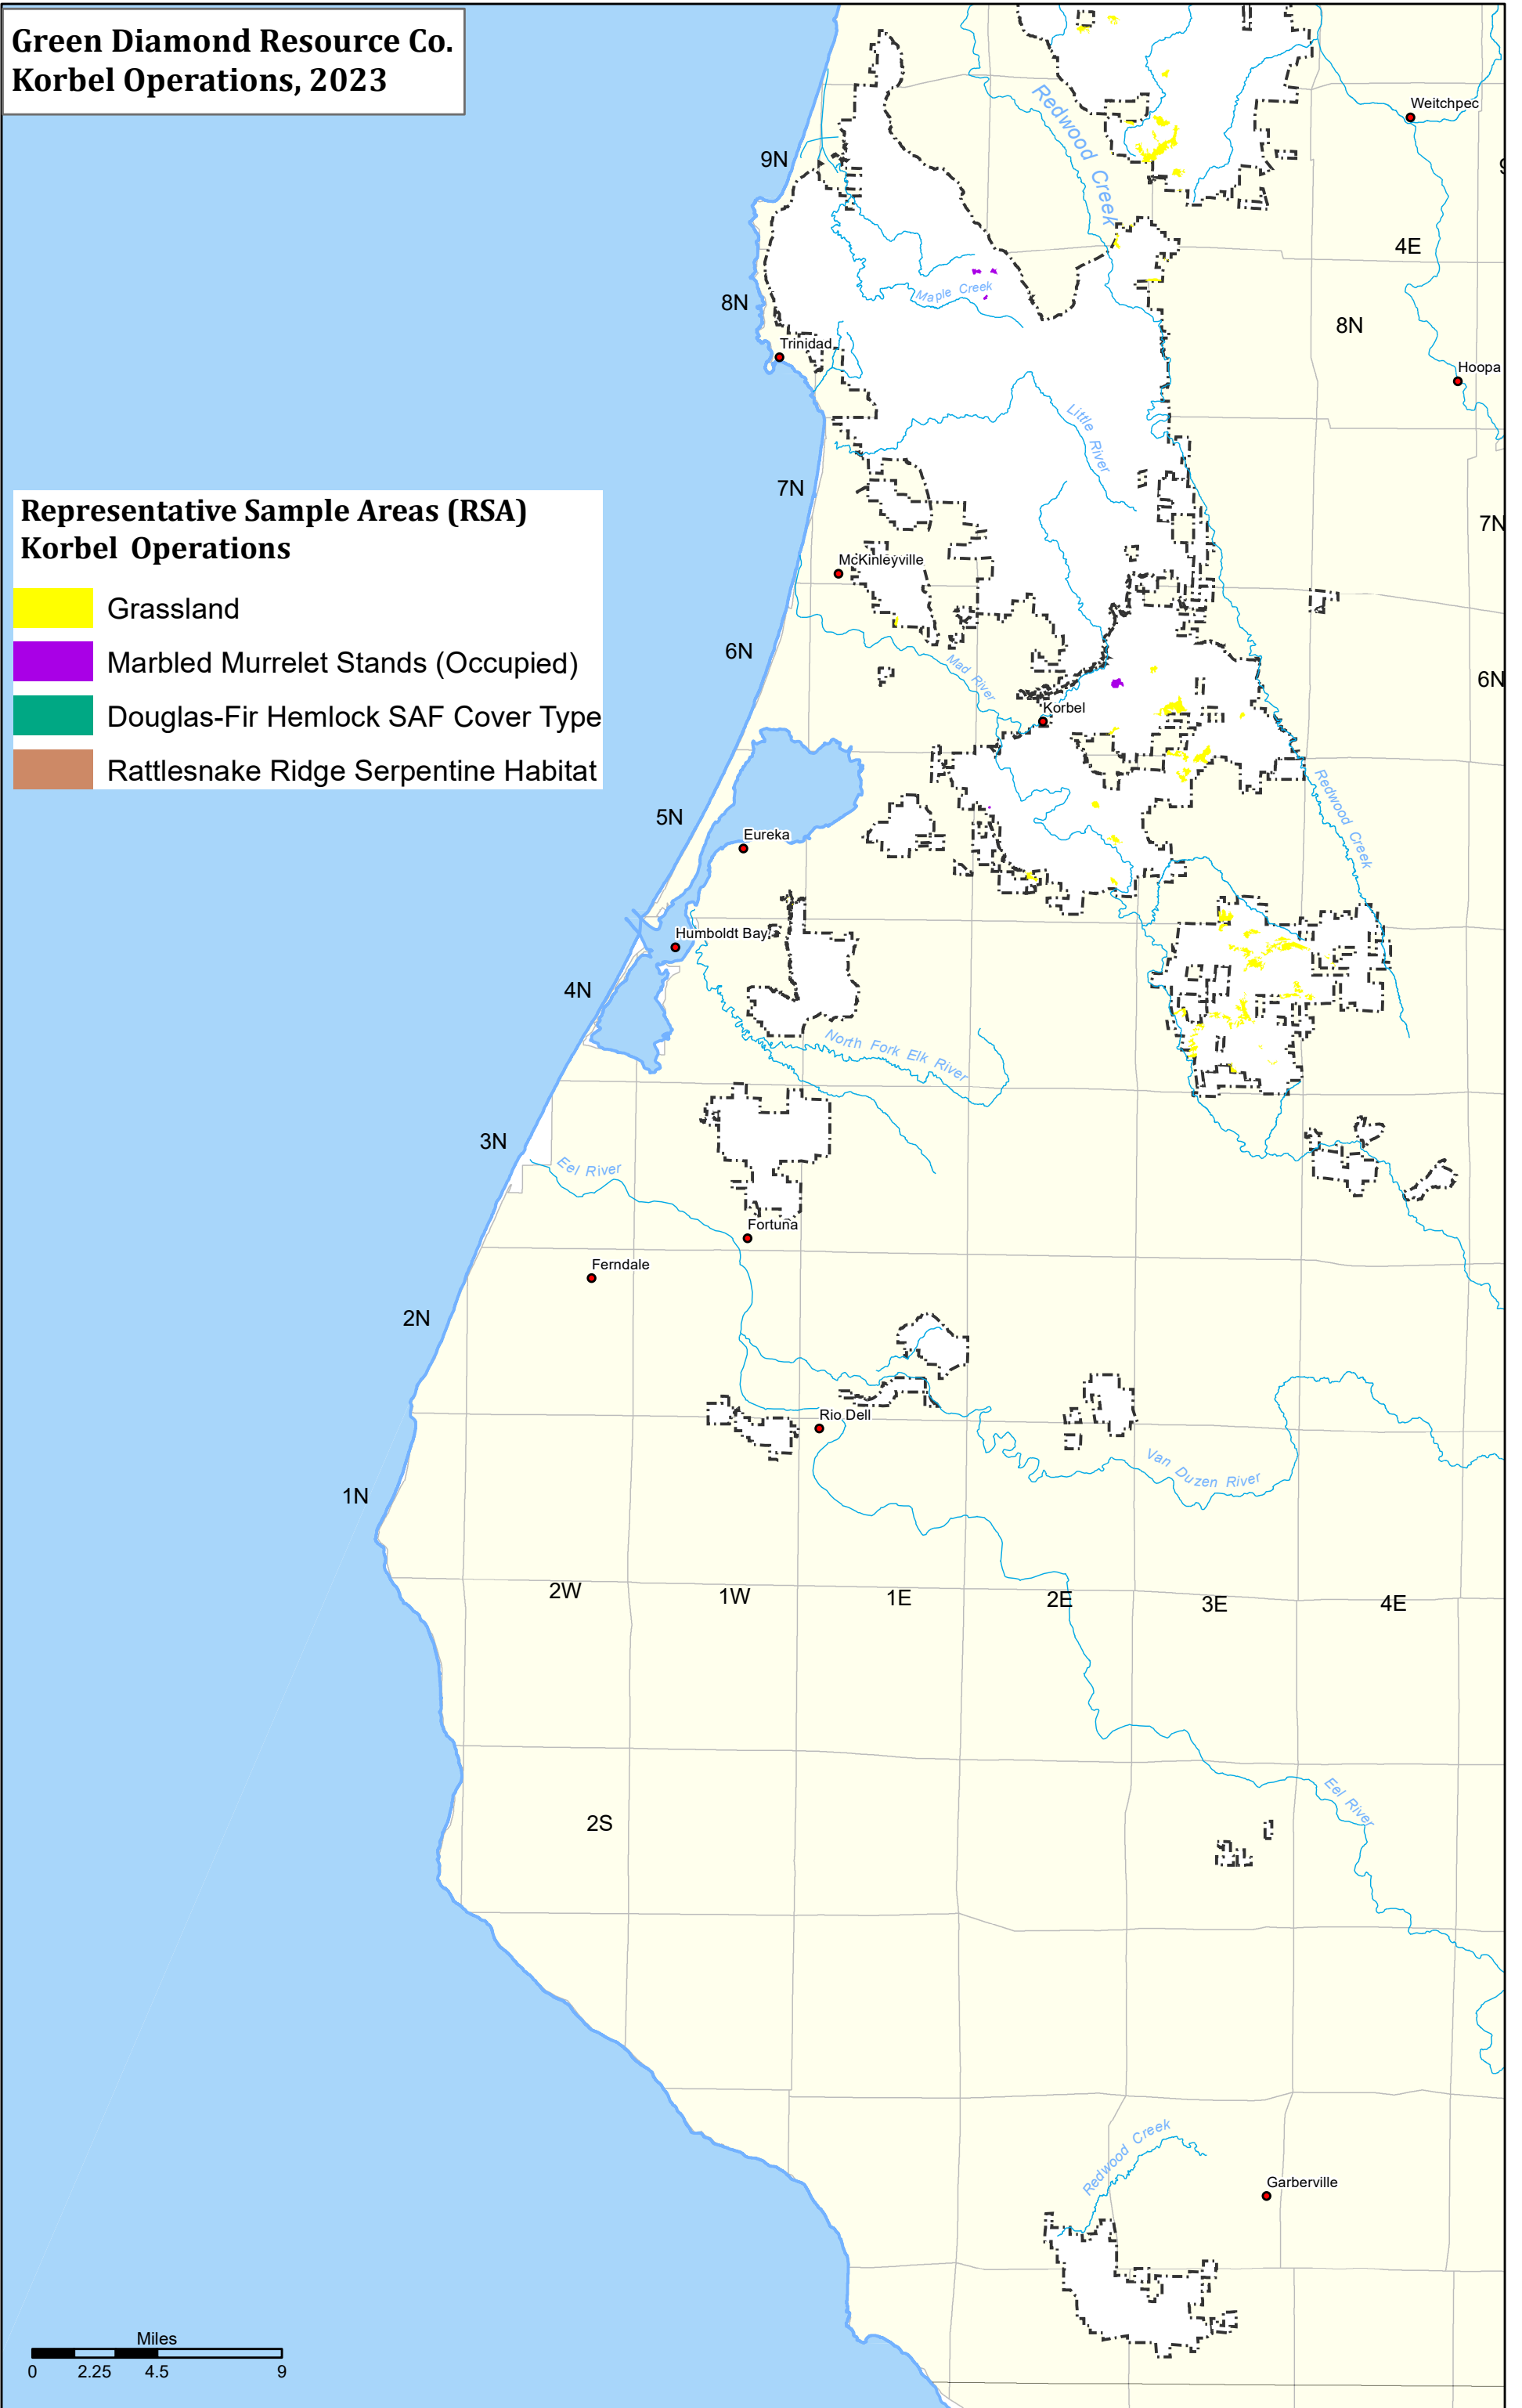 Green Diamond Resource Co.
Korbel Operations, 2023
Redwood Creek
Weitchpec
9N
4E
Maple Creek
8N
8N
Trinidad
Hoopa
Little River
7N
7N
McKinleyville
6N
Mad River
6N
Korbel
Representative Sample Areas (RSA)
Korbel Operations
Grassland
Marbled Murrelet Stands (Occupied)
Douglas-Fir Hemlock SAF Cover Type
Rattlesnake Ridge Serpentine Habitat
Redwood Creek
5N
Eureka
Humboldt Bay
4N
North Fork Elk River
3N
Eel River
Fortuna
Ferndale
2N
Rio Dell
Van Duzen River
1N
2W
1W
1E
2E
3E
4E
Eel River
2S
Redwood Creek
Garberville
Miles
0
2.25
4.5
9